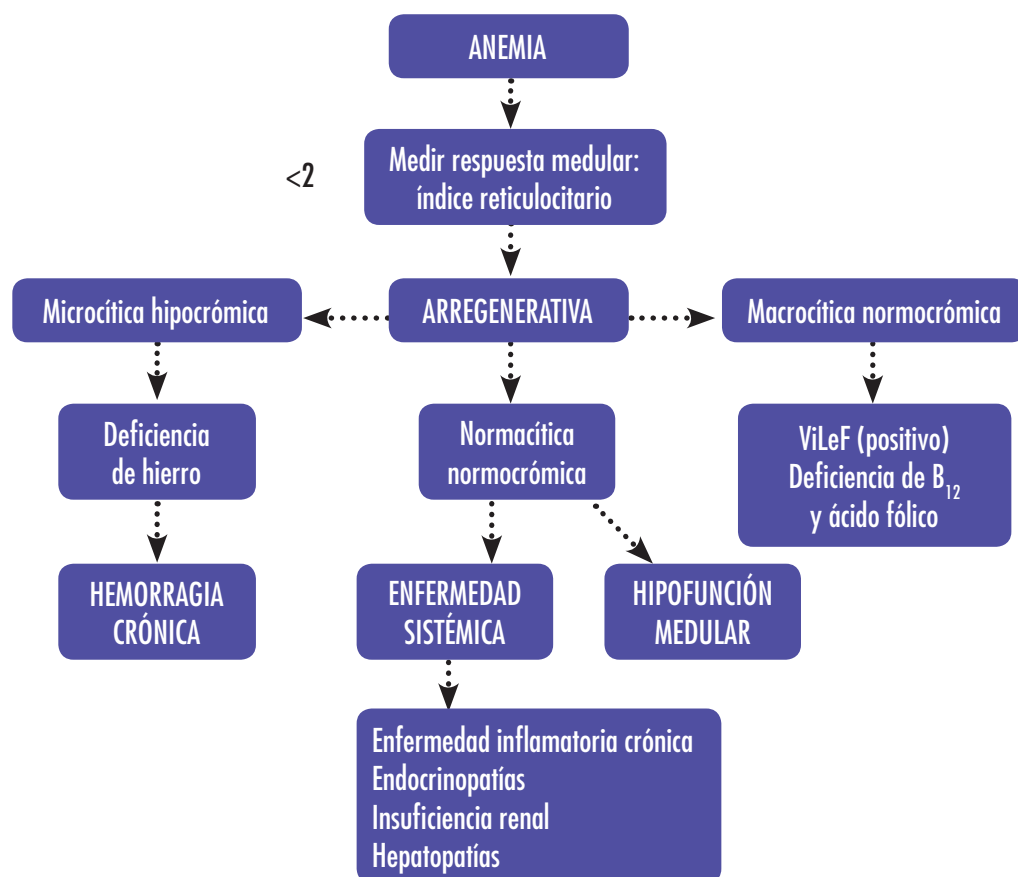 ANEMIA
<2
Medir respuesta medular:
índice reticulocitario
Microcítica hipocrómica
ARREGENERATIVA
Macrocítica normocrómica
Deficiencia
de hierro
Normacítica
normocrómica
ViLeF (positivo)
Deficiencia de B12
y ácido fólico
HEMORRAGIA
CRÓNICA
ENFERMEDAD
SISTÉMICA
HIPOFUNCIÓN
MEDULAR
Enfermedad inflamatoria crónica
Endocrinopatías
Insuficiencia renal
Hepatopatías